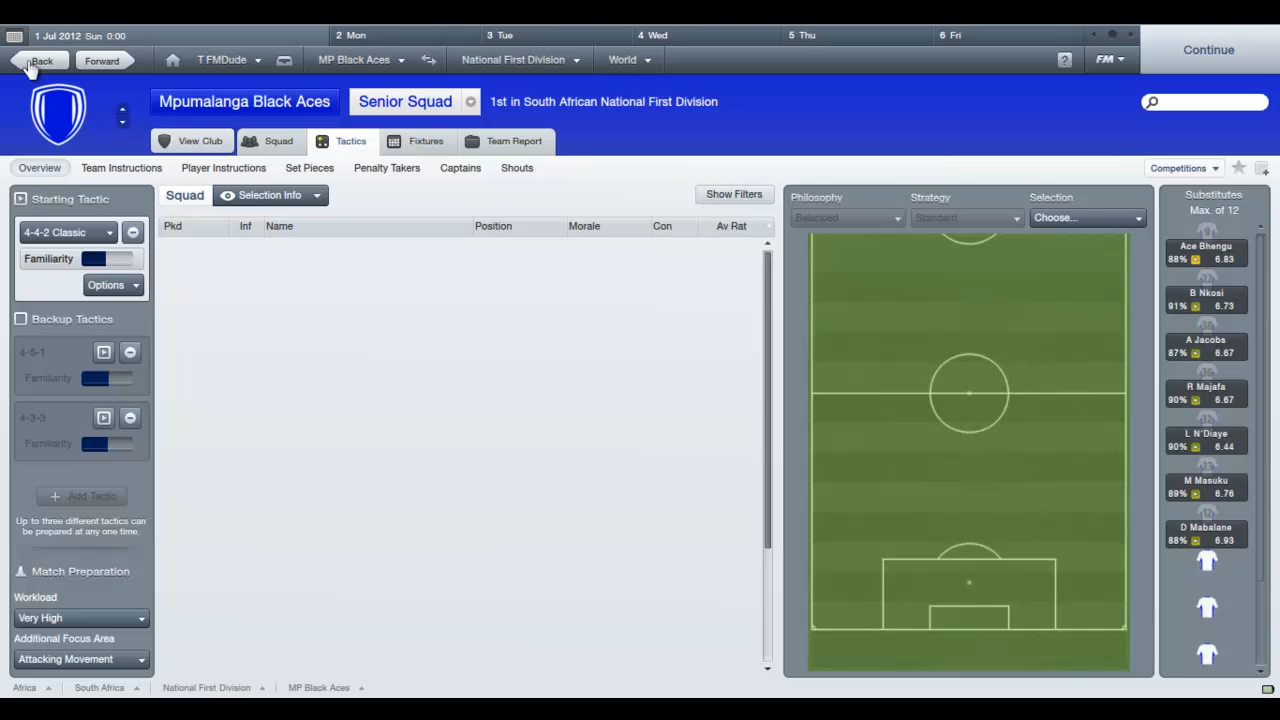 1 Jul 2012 Sun 0:00
2 Mon
3 Tue
4 Wed
5 Thu
6 Fri
Continue
Back
Forward
T FMDude
MP Black Aces
National First Division
World
?
FM
Mpumalanga Black Aces
Senior Squad
1st in South African National First Division
View Club
Squad
Tactics
Fixtures
Team Report
Overview
Team Instructions
Player Instructions
Set Pieces
Penalty Takers
Captains
Shouts
Competitions
Starting Tactic
4-4-2 Classic
Familiarity
Options
Backup Tactics
4-5-1
Familiarity
4-3-3
Familiarity
+ Add Tactic
Up to three different tactics can
be prepared at any one time.
Match Preparation
Workload
Very High
Additional Focus Area
Attacking Movement
Squad
Selection Info
Show Filters
Pkd
Inf
Name
Position
Morale
Con
Av Rat
Philosophy
Balanced
Strategy
Standard
Selection
Choose...
Substitutes
Max. of 12
9
Ace Bhengu
88% 6.83
B Nkosi
91% 6.73
A Jacobs
87% 6.67
R Majafa
90% 6.67
L N'Diaye
90% 6.44
M Masuku
89% 6.76
D Mabalane
88% 6.93
Africa
South Africa
National First Division
MP Black Aces